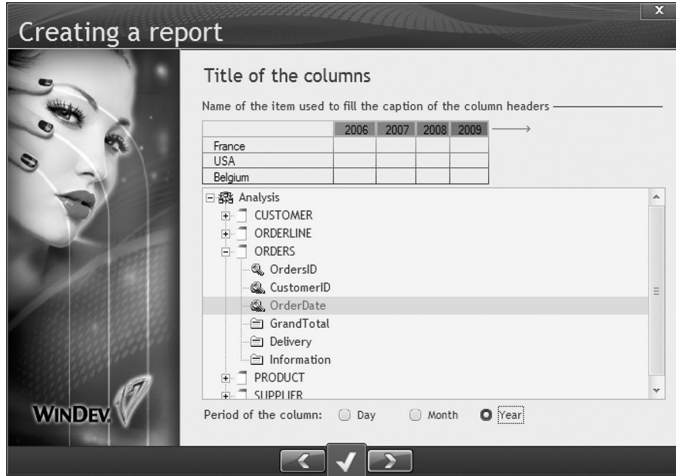 X
Creating a report
Title of the columns
Name of the item used to fill the caption of the column headers
2006 2007 2008 2009
France
USA
Belgium
Analysis
CUSTOMER
ORDERLINE
ORDERS
OrdersID
CustomerID
OrderDate
GrandTotal
Delivery
Information
PRODUCT
SUPPLIER
Period of the column: Day Month Year
WINDEV